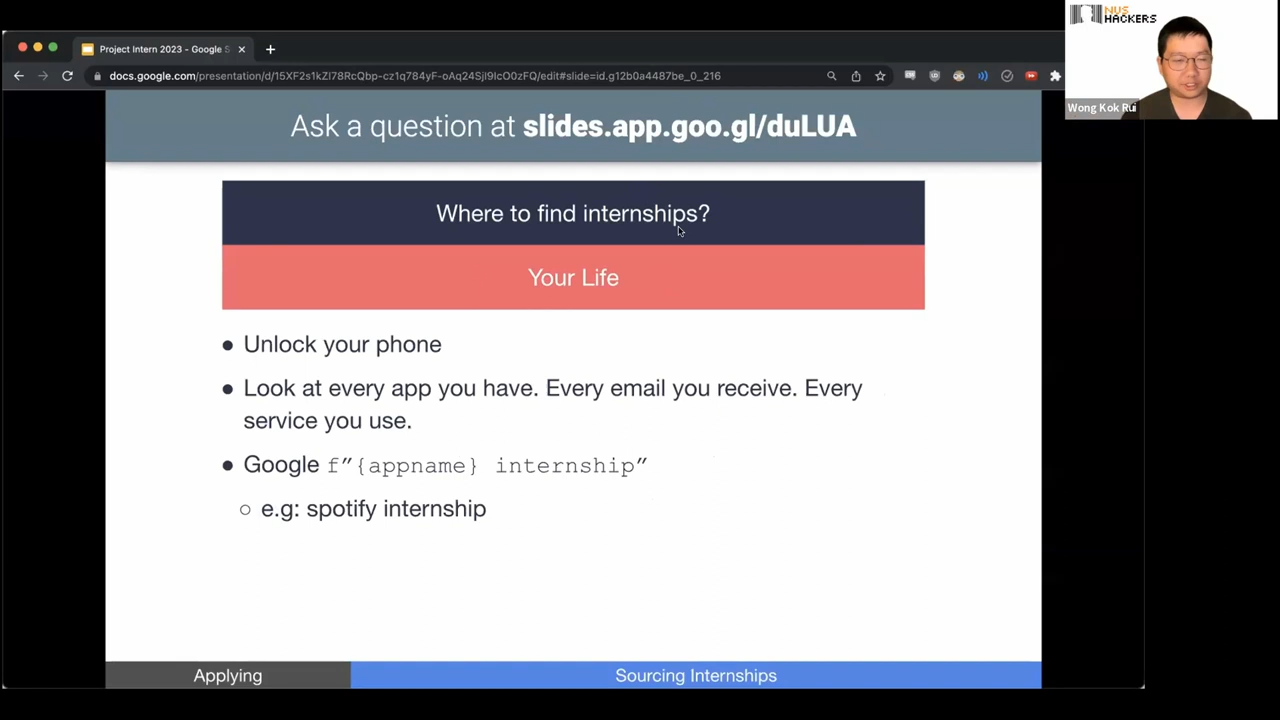 NUS
HACKERS
Project Intern 2023 - Google S
docs.google.com/presentation/d/15XF2s1kZl78RcQbp-cz1q784yF-oAq24SjI9IcO0zFQ/edit#slide=id.g12b0a4487be_0_216
Wong Kok Rui
Ask a question at slides.app.goo.gl/duLUA
Where to find internships?
Your Life
● Unlock your phone
● Look at every app you have. Every email you receive. Every
service you use.
● Google f”{appname} internship”
○ e.g: spotify internship
Applying
Sourcing Internships